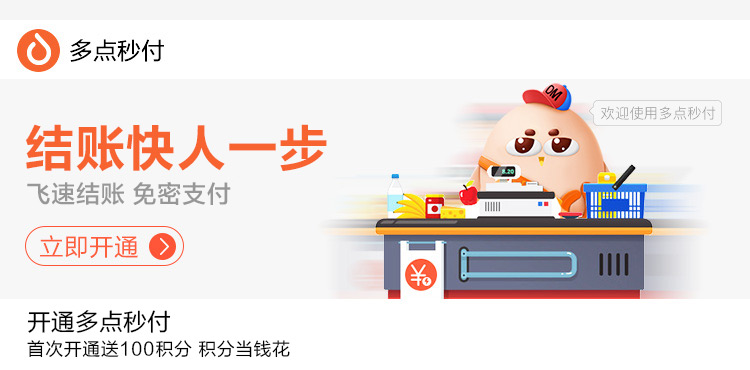 多点秒付
结账快人一步
飞速结账 免密支付
立即开通
DM
欢迎使用多点秒付
8.20
开通多点秒付
首次开通送100积分 积分当钱花